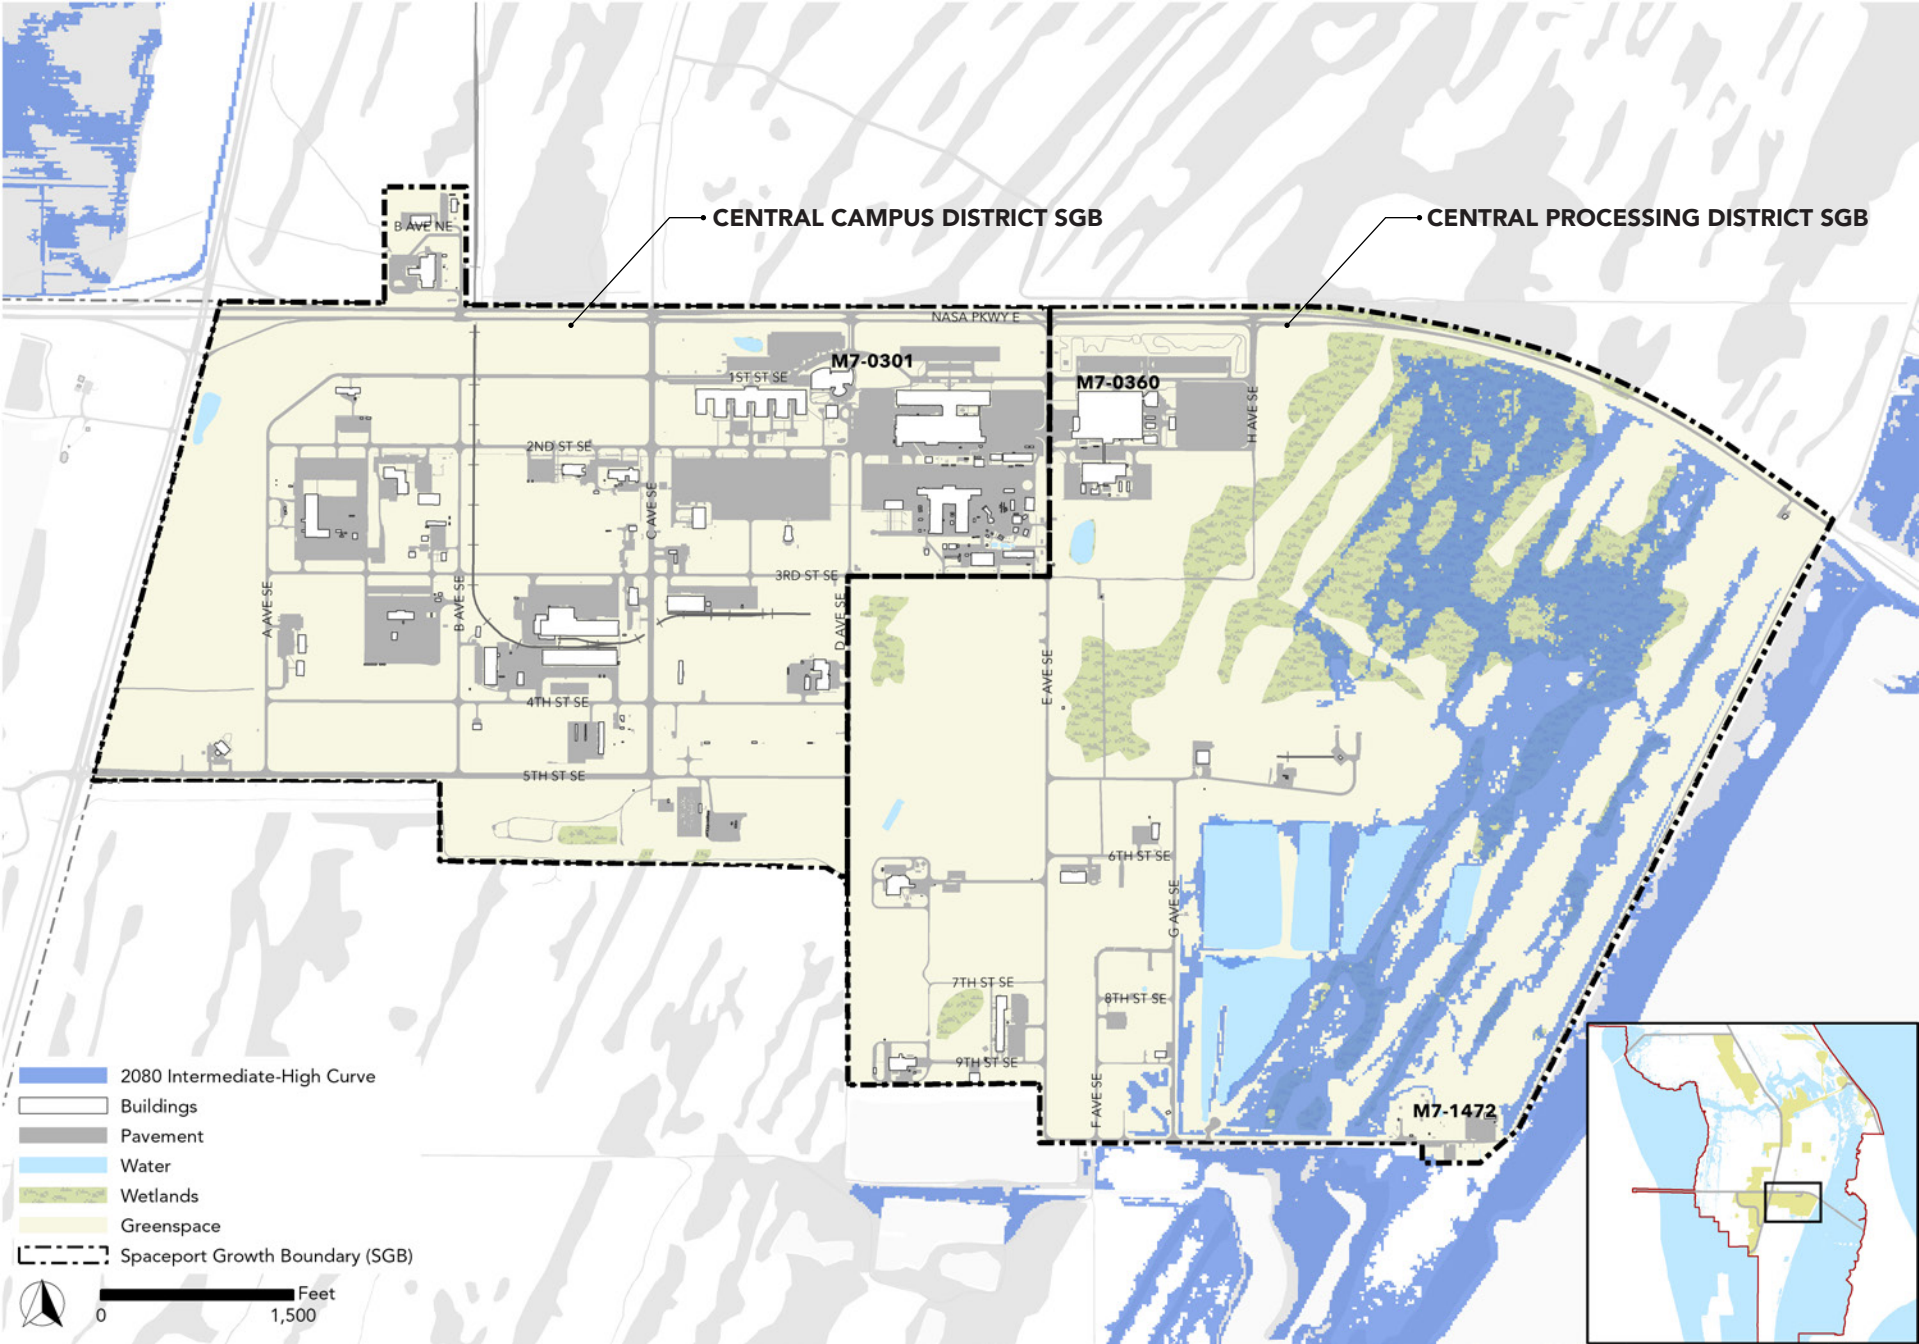 B AVE NE
CENTRAL CAMPUS DISTRICT SGB
CENTRAL PROCESSING DISTRICT SGB
NASA PKWY E
M7-0301
1ST ST SE
M7-0360
H AVE SE
2ND ST SE
C AVE SE
3RD ST SE
A AVE SE
B AVE SE
D AVE SE
E AVE SE
4TH ST SE
5TH ST SE
6TH ST SE
G AVE SE
7TH ST SE
8TH ST SE
9TH ST SE
F AVE SE
M7-1472
2080 Intermediate-High Curve
Buildings
Pavement
Water
Wetlands
Greenspace
Spaceport Growth Boundary (SGB)
Feet
0 1,500